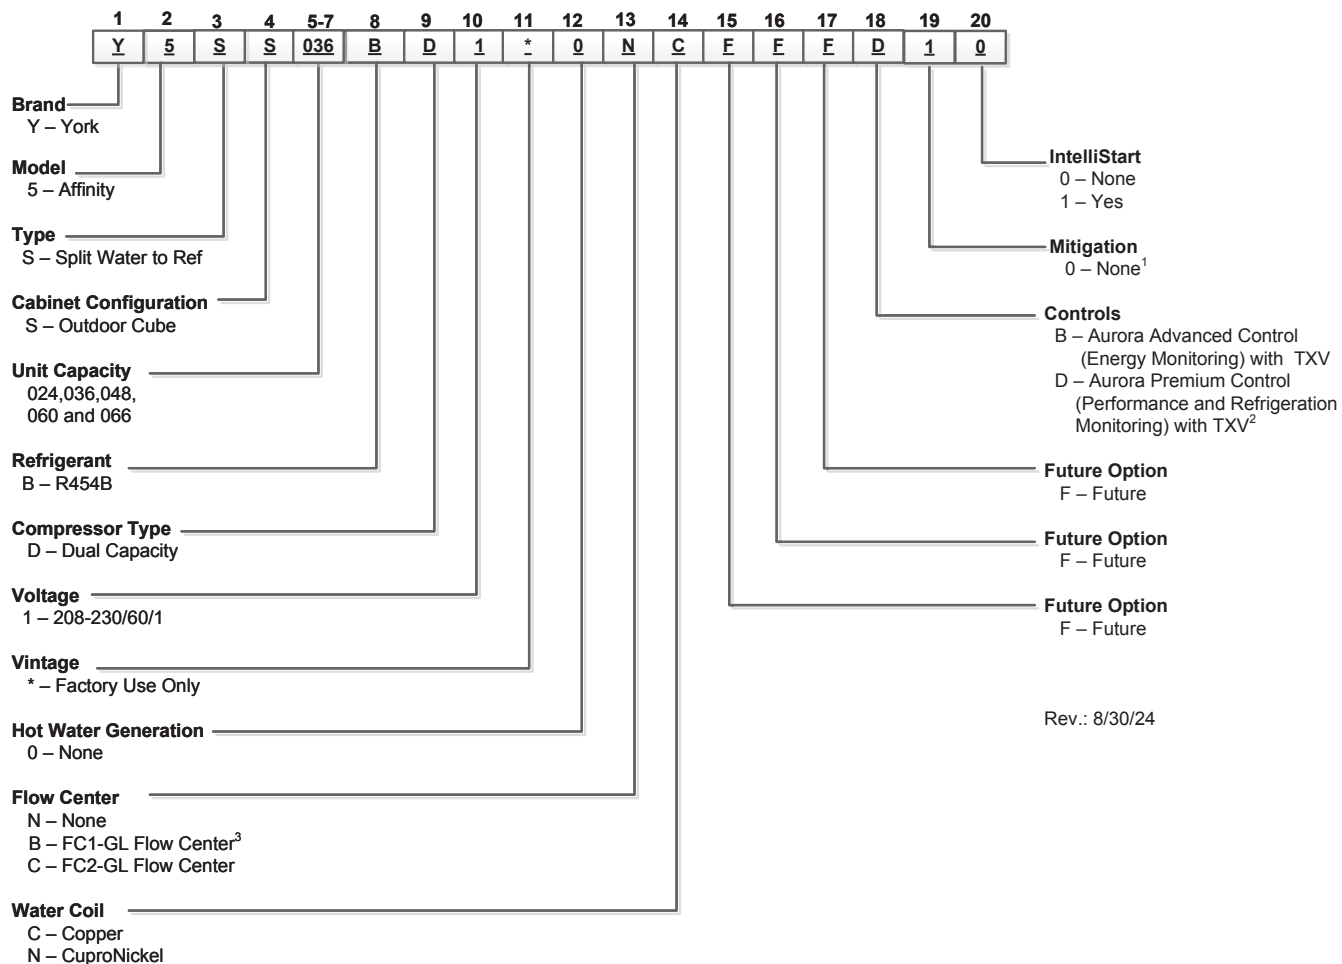 1 2 3 4 5-7 8 9 10 11 12 13 14 15 16 17 18 19 20
Y 5 S S 036 B D 1 * 0 N C F F F D 1 0
Brand
Y – York
Model
5 – Affinity
Type
S – Split Water to Ref
Cabinet Configuration
S – Outdoor Cube
Unit Capacity
024,036,048,
060 and 066
Refrigerant
B – R454B
Compressor Type
D – Dual Capacity
Voltage
1 – 208-230/60/1
Vintage
* – Factory Use Only
Hot Water Generation
0 – None
Flow Center
N – None
B – FC1-GL Flow Center³
C – FC2-GL Flow Center
Water Coil
C – Copper
N – CuproNickel
IntelliStart
0 – None
1 – Yes
Mitigation
0 – None¹
Controls
B – Aurora Advanced Control
(Energy Monitoring) with TXV
D – Aurora Premium Control
(Performance and Refrigeration
Monitoring) with TXV²
Future Option
F – Future
Future Option
F – Future
Future Option
F – Future
Rev.: 8/30/24